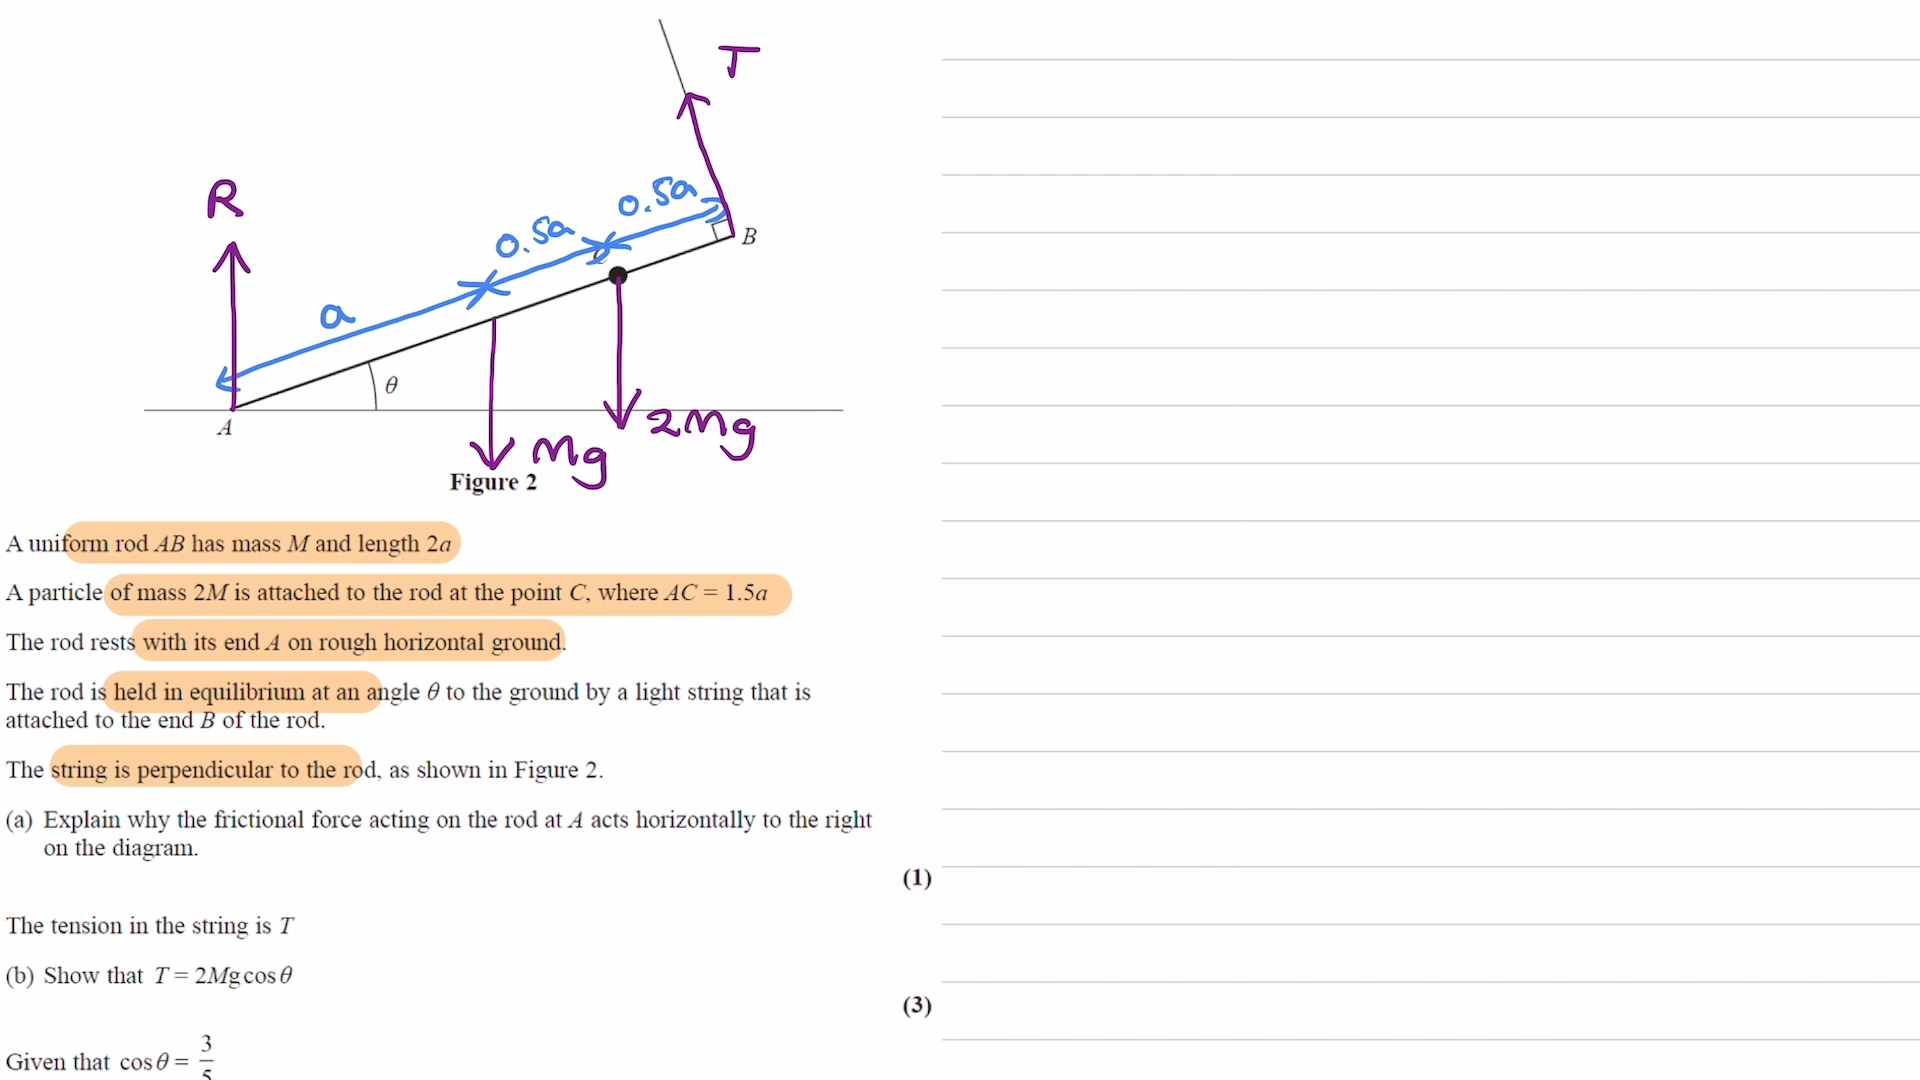 T
R
0.5a
0.5a
B
C
a
θ
A
2Mg
Mg
Figure 2
A uniform rod AB has mass M and length 2a
A particle of mass 2M is attached to the rod at the point C, where AC = 1.5a
The rod rests with its end A on rough horizontal ground.
The rod is held in equilibrium at an angle θ to the ground by a light string that is
attached to the end B of the rod.
The string is perpendicular to the rod, as shown in Figure 2.
(a) Explain why the frictional force acting on the rod at A acts horizontally to the right
on the diagram.
(1)
The tension in the string is T
(b) Show that T = 2Mg cos θ
(3)
Given that cos θ = 3/5